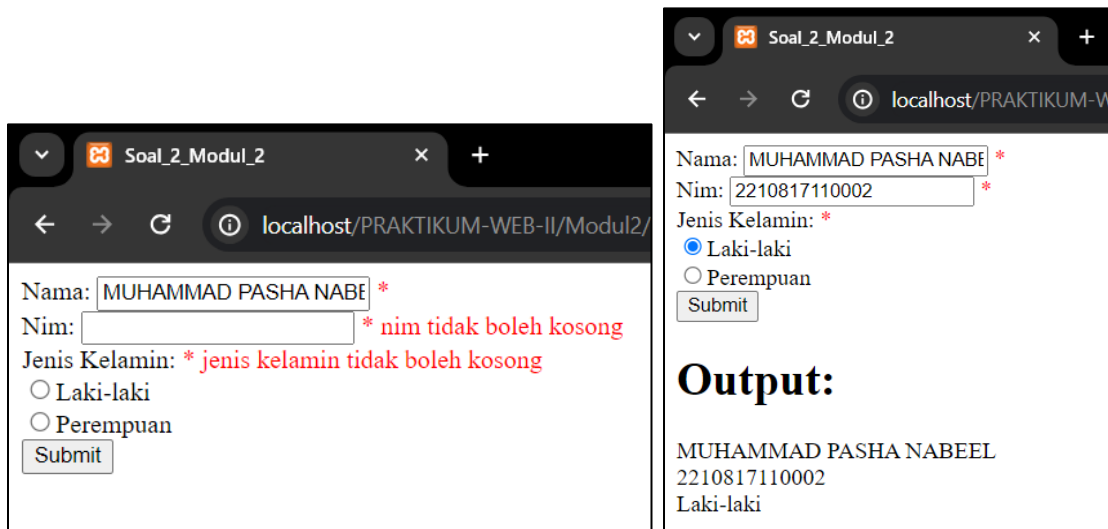 Soal_2_Modul_2
localhost/PRAKTIKUM-WEB-II/Modul2/
Nama: MUHAMMAD PASHA NABE *
Nim: * nim tidak boleh kosong
Jenis Kelamin: * jenis kelamin tidak boleh kosong
Laki-laki
Perempuan
Submit
Soal_2_Modul_2
localhost/PRAKTIKUM-W
Nama: MUHAMMAD PASHA NABE *
Nim: 2210817110002 *
Jenis Kelamin: *
Laki-laki
Perempuan
Submit
Output:
MUHAMMAD PASHA NABEEL
2210817110002
Laki-laki